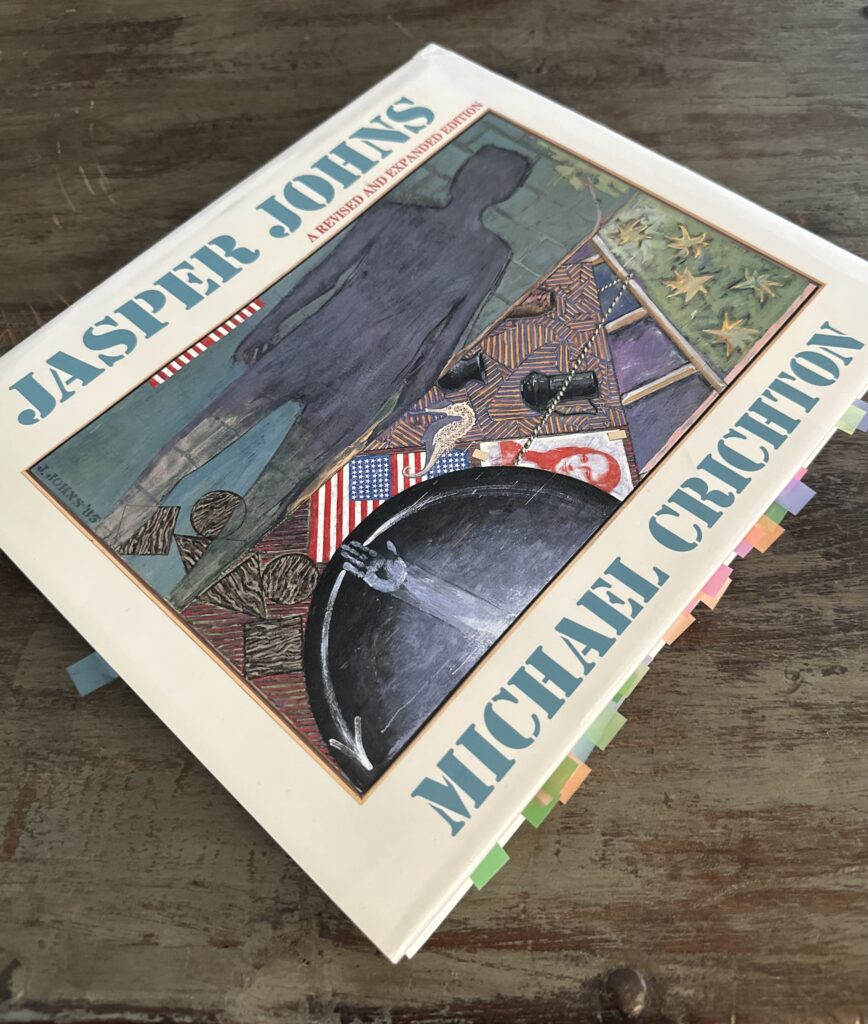 JASPER JOHNS
A REVISED AND EXPANDED EDITION
J. JOHNS '85
MICHAEL CRICHTON